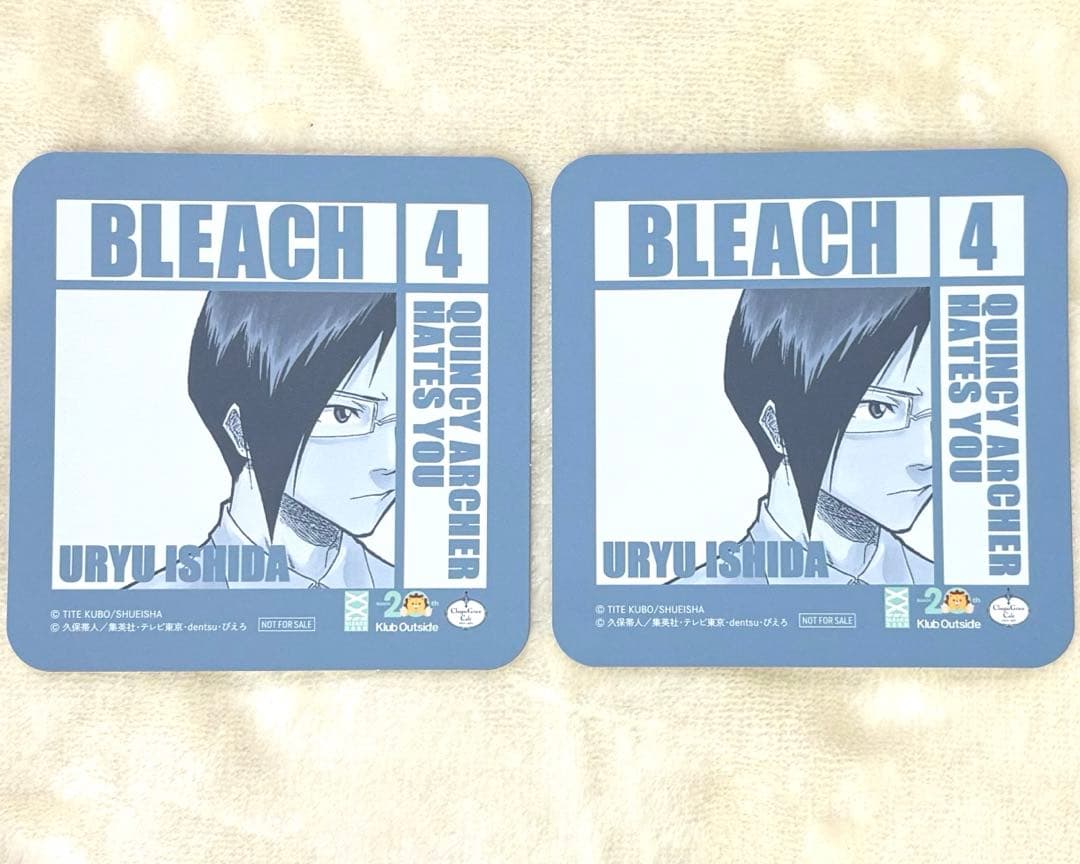 BLEACH
4
QUINCY ARCHER
HATES YOU
URYU ISHIDA
© TITE KUBO/SHUEISHA
© 久保帯人／集英社・テレビ東京・dentsu・ぴえろ
NOT FOR SALE
20th
Klub Outside
BLEACH
4
QUINCY ARCHER
HATES YOU
URYU ISHIDA
© TITE KUBO/SHUEISHA
© 久保帯人／集英社・テレビ東京・dentsu・ぴえろ
NOT FOR SALE
20th
Klub Outside